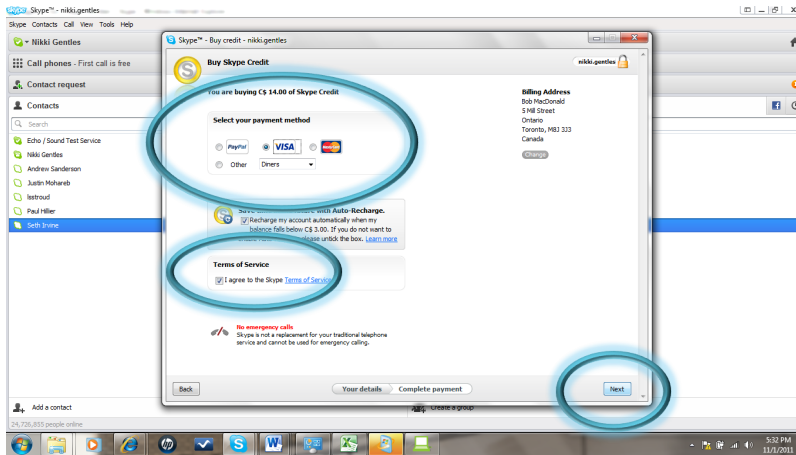 Skype™ - nikki.gentles
Skype Contacts Call View Tools Help
Nikki Gentles
Call phones - First call is free
Contact request
Contacts
Search
Echo / Sound Test Service
Nikki Gentles
Andrew Sanderson
Justin Mohareb
lsstroud
Paul Hillier
Seth Irvine
Add a contact
24,726,855 people online
Skype™ - Buy credit - nikki.gentles
Buy Skype Credit
nikki.gentles
You are buying C$ 14.00 of Skype Credit
Select your payment method
PayPal VISA MasterCard
Other Diners
Billing Address
Bob MacDonald
5 Mill Street
Ontario
Toronto, M8J 3J3
Canada
Change
with Auto-Recharge.
Recharge my account automatically when my
balance falls below C$ 3.00. If you do not want to
please untick the box. Learn more
Terms of Service
I agree to the Skype Terms of Service
No emergency calls
Skype is not a replacement for your traditional telephone
service and cannot be used for emergency calling.
Back
Your details Complete payment
Next
Create a group
5:32 PM
11/1/2011